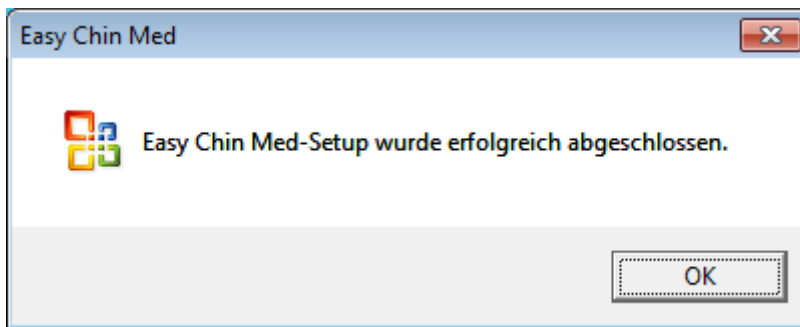 Easy Chin Med
Easy Chin Med-Setup wurde erfolgreich abgeschlossen.
OK